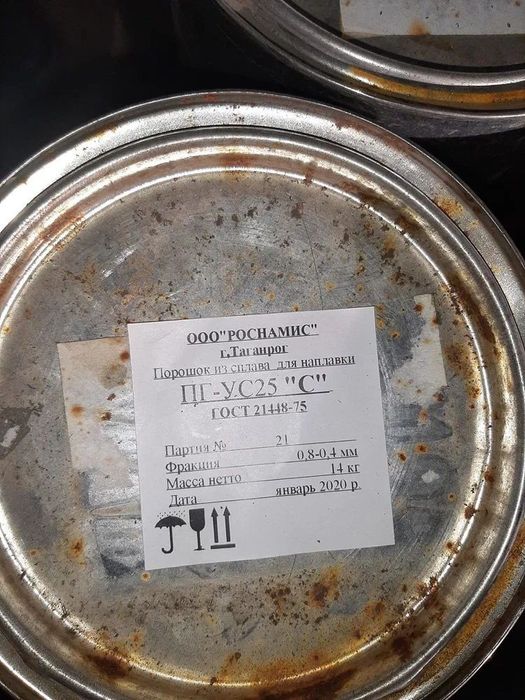 ООО"РОСНАМИС"
г.Таганрог
Порошок из сплава для наплавки
ПГ-УС25 "С"
ГОСТ 21448-75
Партия № 21
Фракция 0,8-0,4 мм
Масса нетто 14 кг
Дата январь 2020 р.